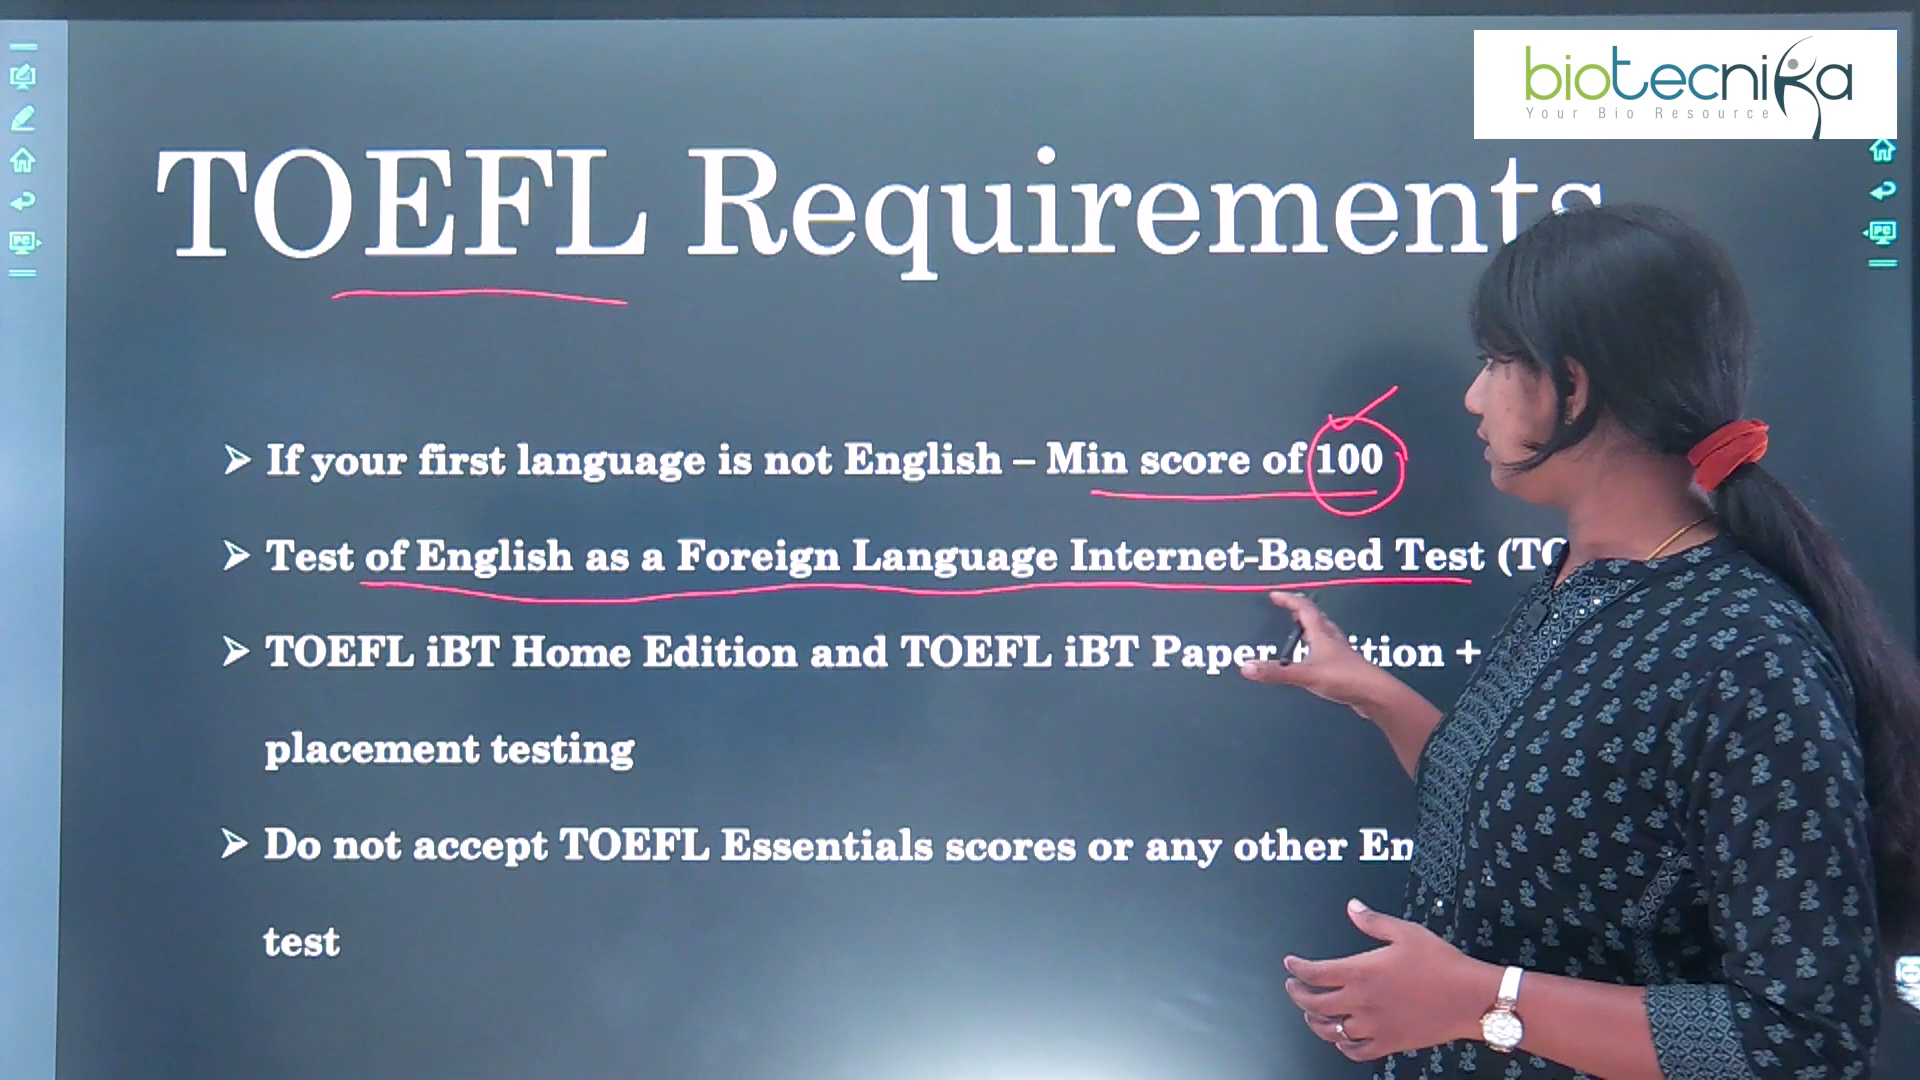 biotecnika
Your Bio Resource
TOEFL Requirements
➢ If your first language is not English – Min score of 100
➢ Test of English as a Foreign Language Internet-Based Test
➢ TOEFL iBT Home Edition and TOEFL iBT Paper +
placement testing
➢ Do not accept TOEFL Essentials scores or any other
test
PC
PC